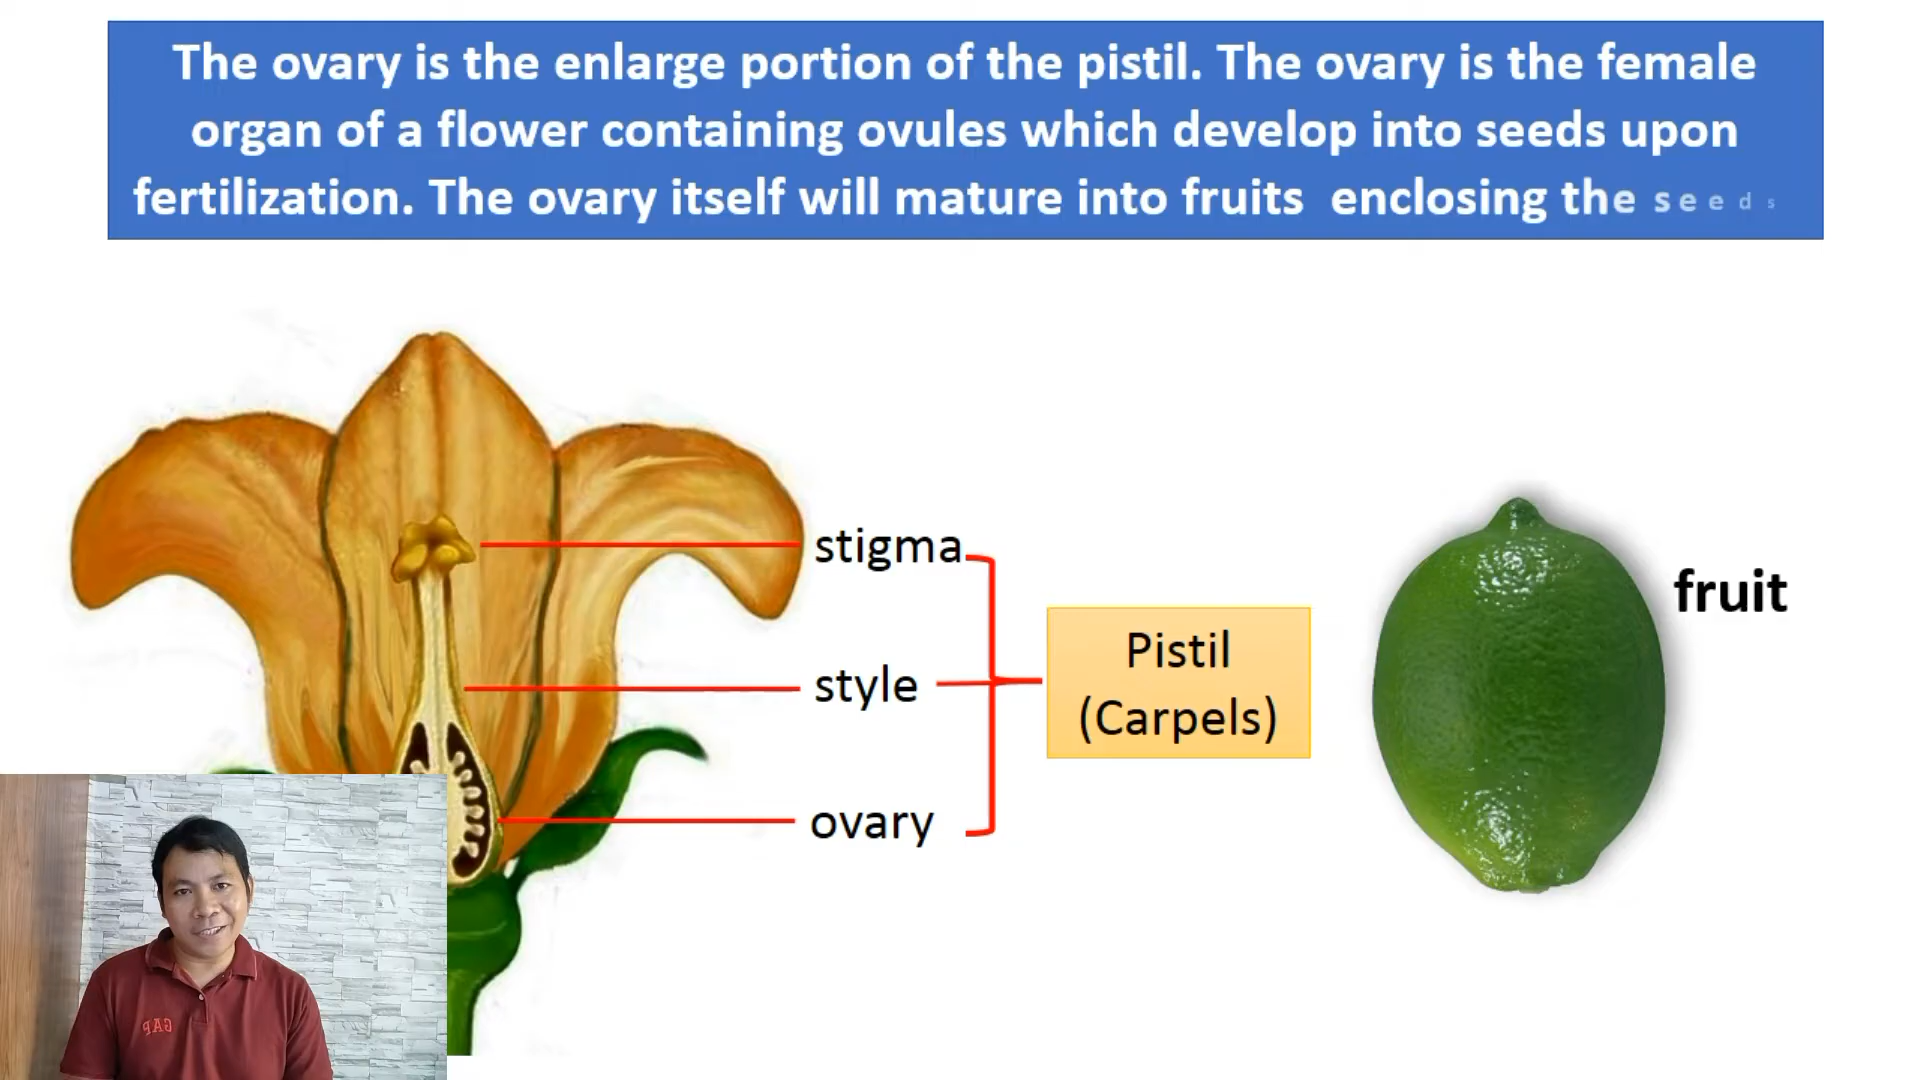 The ovary is the enlarge portion of the pistil. The ovary is the female
organ of a flower containing ovules which develop into seeds upon
fertilization. The ovary itself will mature into fruits enclosing the seeds
stigma
fruit
Pistil
style
(Carpels)
ovary
GAP